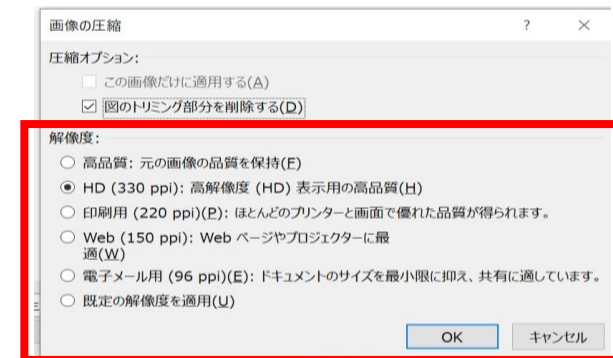 画像の圧縮 ? ×
圧縮オプション:
この画像だけに適用する(A)
図のトリミング部分を削除する(D)
解像度:
高品質: 元の画像の品質を保持(F)
HD (330 ppi): 高解像度 (HD) 表示用の高品質(H)
印刷用 (220 ppi)(P): ほとんどのプリンターと画面で優れた品質が得られます。
Web (150 ppi): Web ページやプロジェクターに最
適(W)
電子メール用 (96 ppi)(E): ドキュメントのサイズを最小限に抑え、共有に適しています。
既定の解像度を適用(U)
OK キャンセル